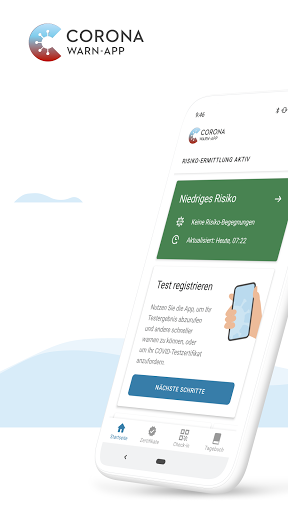 CORONA
WARN-APP
9:46
CORONA
WARN-APP
RISIKO-ERMITTLUNG AKTIV
Niedriges Risiko
Keine Risiko-Begegnungen
Aktualisiert: Heute, 07:22
Test registrieren
Nutzen Sie die App, um Ihr
Testergebnis abzurufen
und andere schneller
warnen zu können, oder
um Ihr COVID-Testzertifikat
anzufordern.
NÄCHSTE SCHRITTE
Startseite
Zertifikate
Check-in
Tagebuch